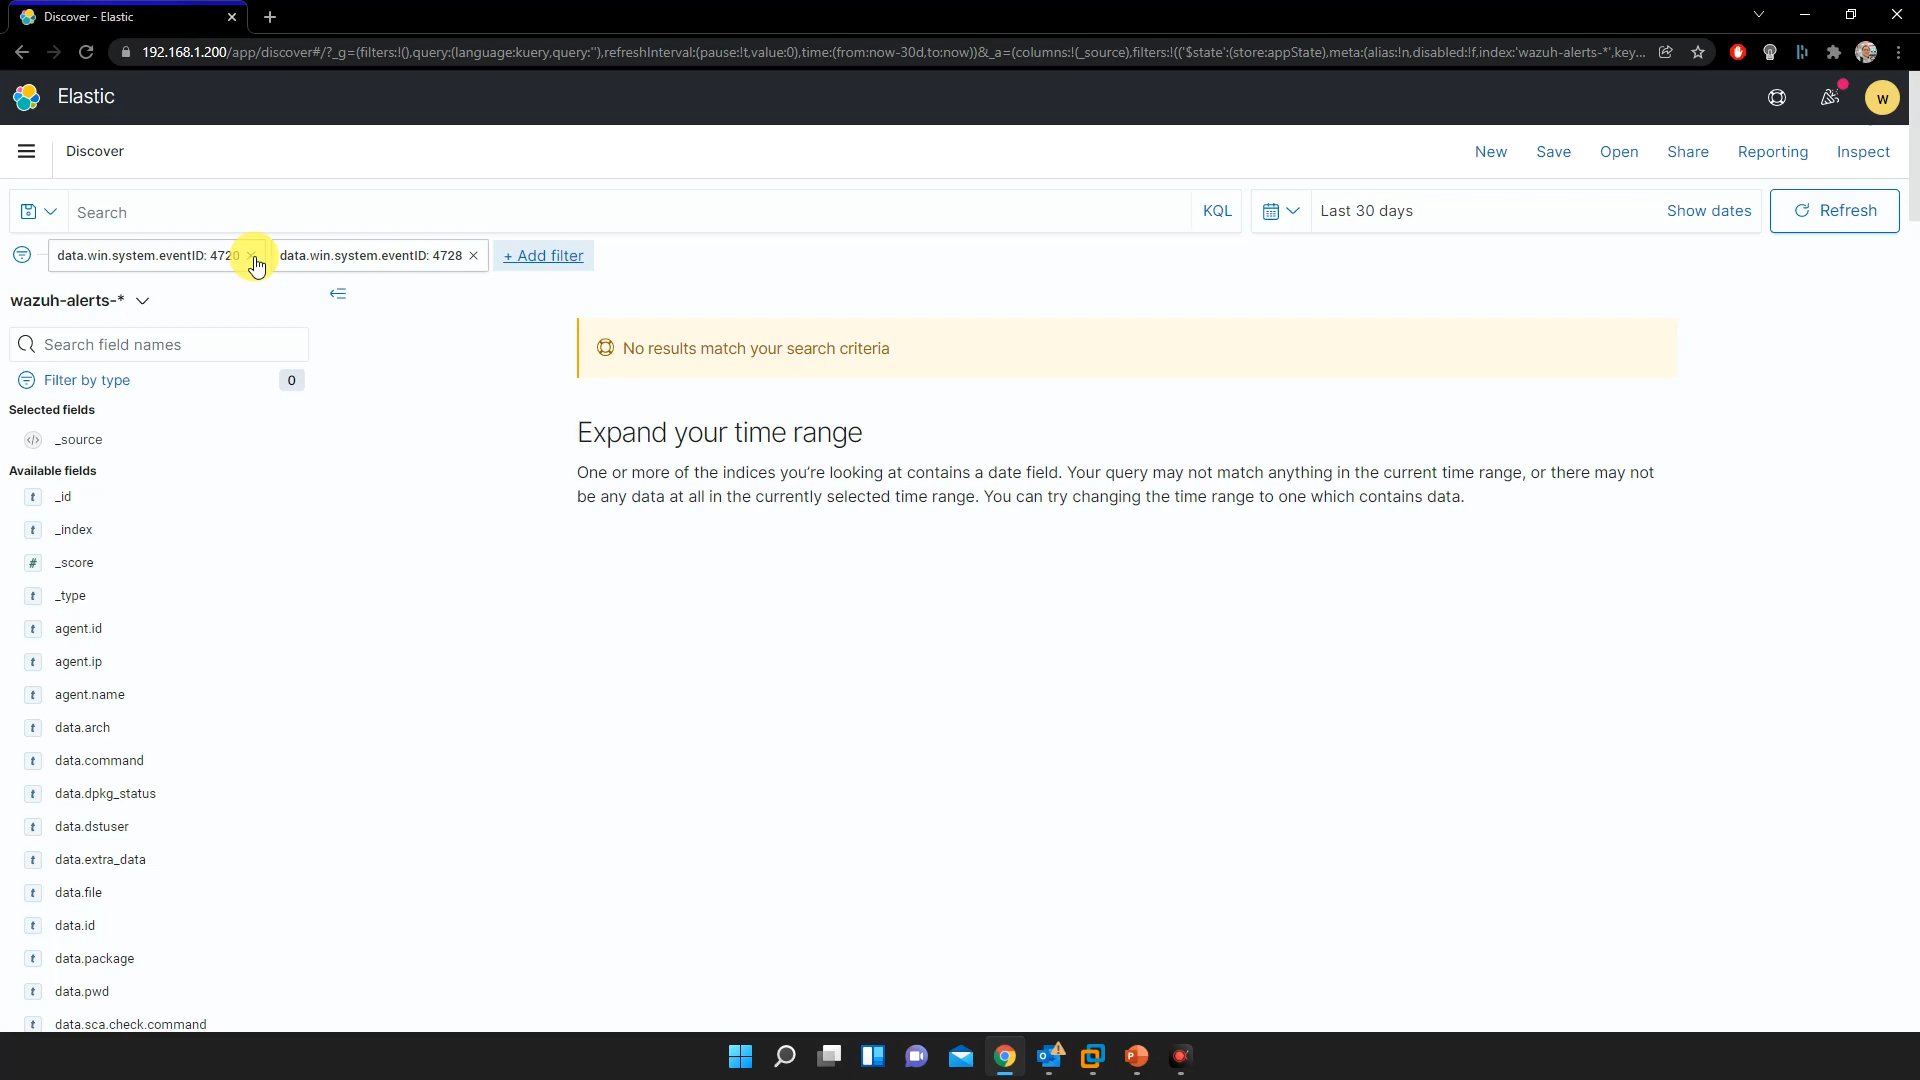 Discover - Elastic
192.168.1.200/app/discover#/?_g=(filters:!(),query:(language:kuery,query:''),refreshInterval:(pause:!t,value:0),time:(from:now-30d,to:now))&_a=(columns:!(_source),filters:!(('$state':(store:appState),meta:(alias:!n,disabled:!f,index:'wazuh-alerts-*',key...
Elastic
w
Discover
New Save Open Share Reporting Inspect
Search
KQL
Last 30 days
Show dates
Refresh
data.win.system.eventID: 4720
data.win.system.eventID: 4728
+ Add filter
wazuh-alerts-*
Search field names
Filter by type 0
Selected fields
_source
Available fields
t _id
t _index
# _score
t _type
t agent.id
t agent.ip
t agent.name
t data.arch
t data.command
t data.dpkg_status
t data.dstuser
t data.extra_data
t data.file
t data.id
t data.package
t data.pwd
t data.sca.check.command
No results match your search criteria
Expand your time range
One or more of the indices you're looking at contains a date field. Your query may not match anything in the current time range, or there may not
be any data at all in the currently selected time range. You can try changing the time range to one which contains data.